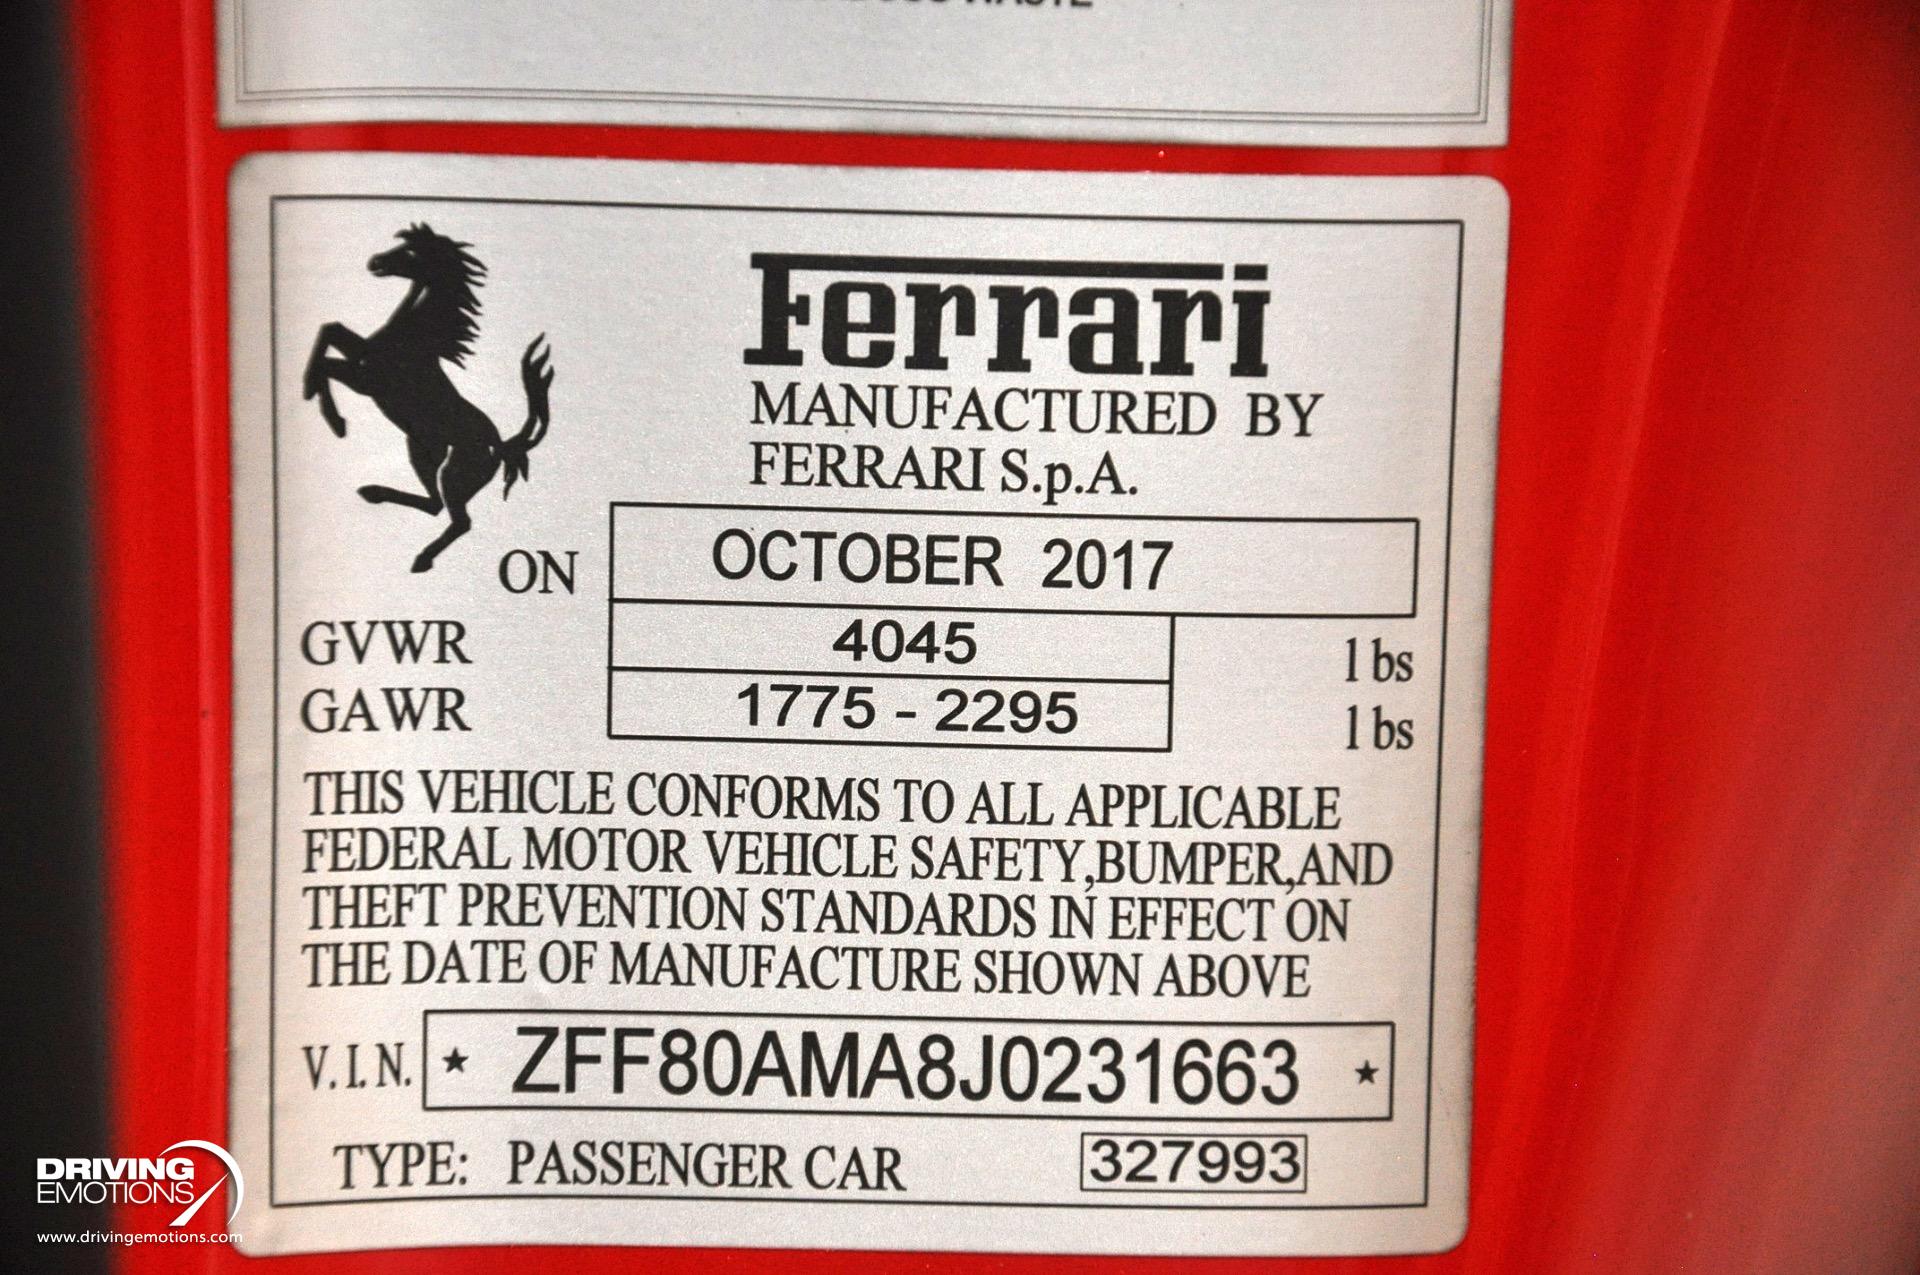 Ferrari
MANUFACTURED BY
FERRARI S.p.A.
ON OCTOBER 2017
GVWR 4045 lbs
GAWR 1775 - 2295 lbs
THIS VEHICLE CONFORMS TO ALL APPLICABLE
FEDERAL MOTOR VEHICLE SAFETY,BUMPER,AND
THEFT PREVENTION STANDARDS IN EFFECT ON
THE DATE OF MANUFACTURE SHOWN ABOVE
V.I.N. ★ ZFF80AMA8J0231663 ★
TYPE: PASSENGER CAR 327993
DRIVING
EMOTIONS
www.drivingemotions.com